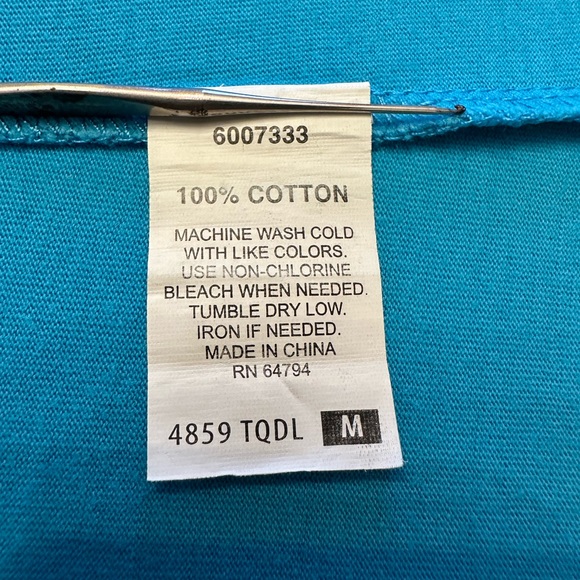 6007333
100% COTTON
MACHINE WASH COLD
WITH LIKE COLORS.
USE NON-CHLORINE
BLEACH WHEN NEEDED.
TUMBLE DRY LOW.
IRON IF NEEDED.
MADE IN CHINA
RN 64794
4859 TQDL M